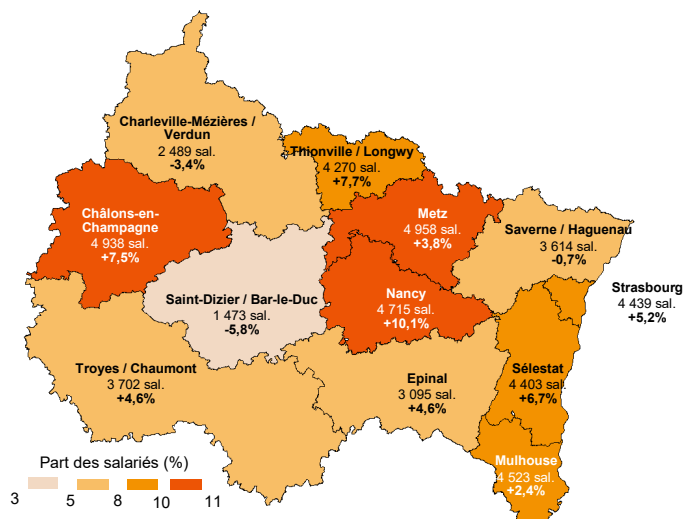 Charleville-Mézières /
Verdun
2 489 sal.
-3,4%
Thionville / Longwy
4 270 sal.
+7,7%
Châlons-en-
Champagne
4 938 sal.
+7,5%
Metz
4 958 sal.
+3,8%
Saverne / Haguenau
3 614 sal.
-0,7%
Saint-Dizier / Bar-le-Duc
1 473 sal.
-5,8%
Nancy
4 715 sal.
+10,1%
Strasbourg
4 439 sal.
+5,2%
Troyes / Chaumont
3 702 sal.
+4,6%
Epinal
3 095 sal.
+4,6%
Sélestat
4 403 sal.
+6,7%
Mulhouse
4 523 sal.
+2,4%
Part des salariés (%)
3 5 8 10 11